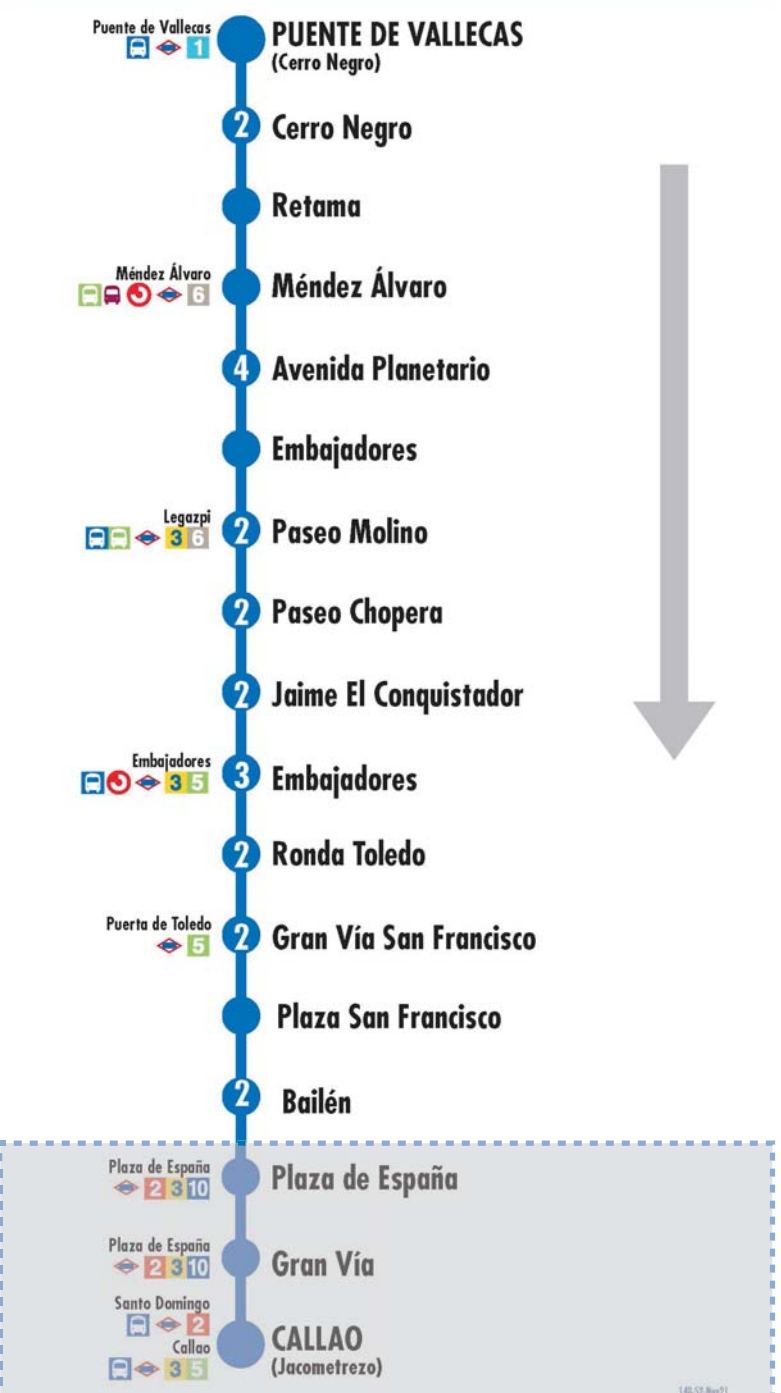 Puente de Vallecas
1
PUENTE DE VALLECAS
(Cerro Negro)
2 Cerro Negro
Retama
Méndez Álvaro
6
Méndez Álvaro
4 Avenida Planetario
Embajadores
Legazpi
3 6
2 Paseo Molino
2 Paseo Chopera
2 Jaime El Conquistador
Embajadores
3 5
3 Embajadores
2 Ronda Toledo
Puerta de Toledo
5
2 Gran Vía San Francisco
Plaza San Francisco
2 Bailén
Plaza de España
2 3 10
Plaza de España
Plaza de España
2 3 10
Gran Vía
Santo Domingo
2
Callao
3 5
CALLAO
(Jacometrezo)